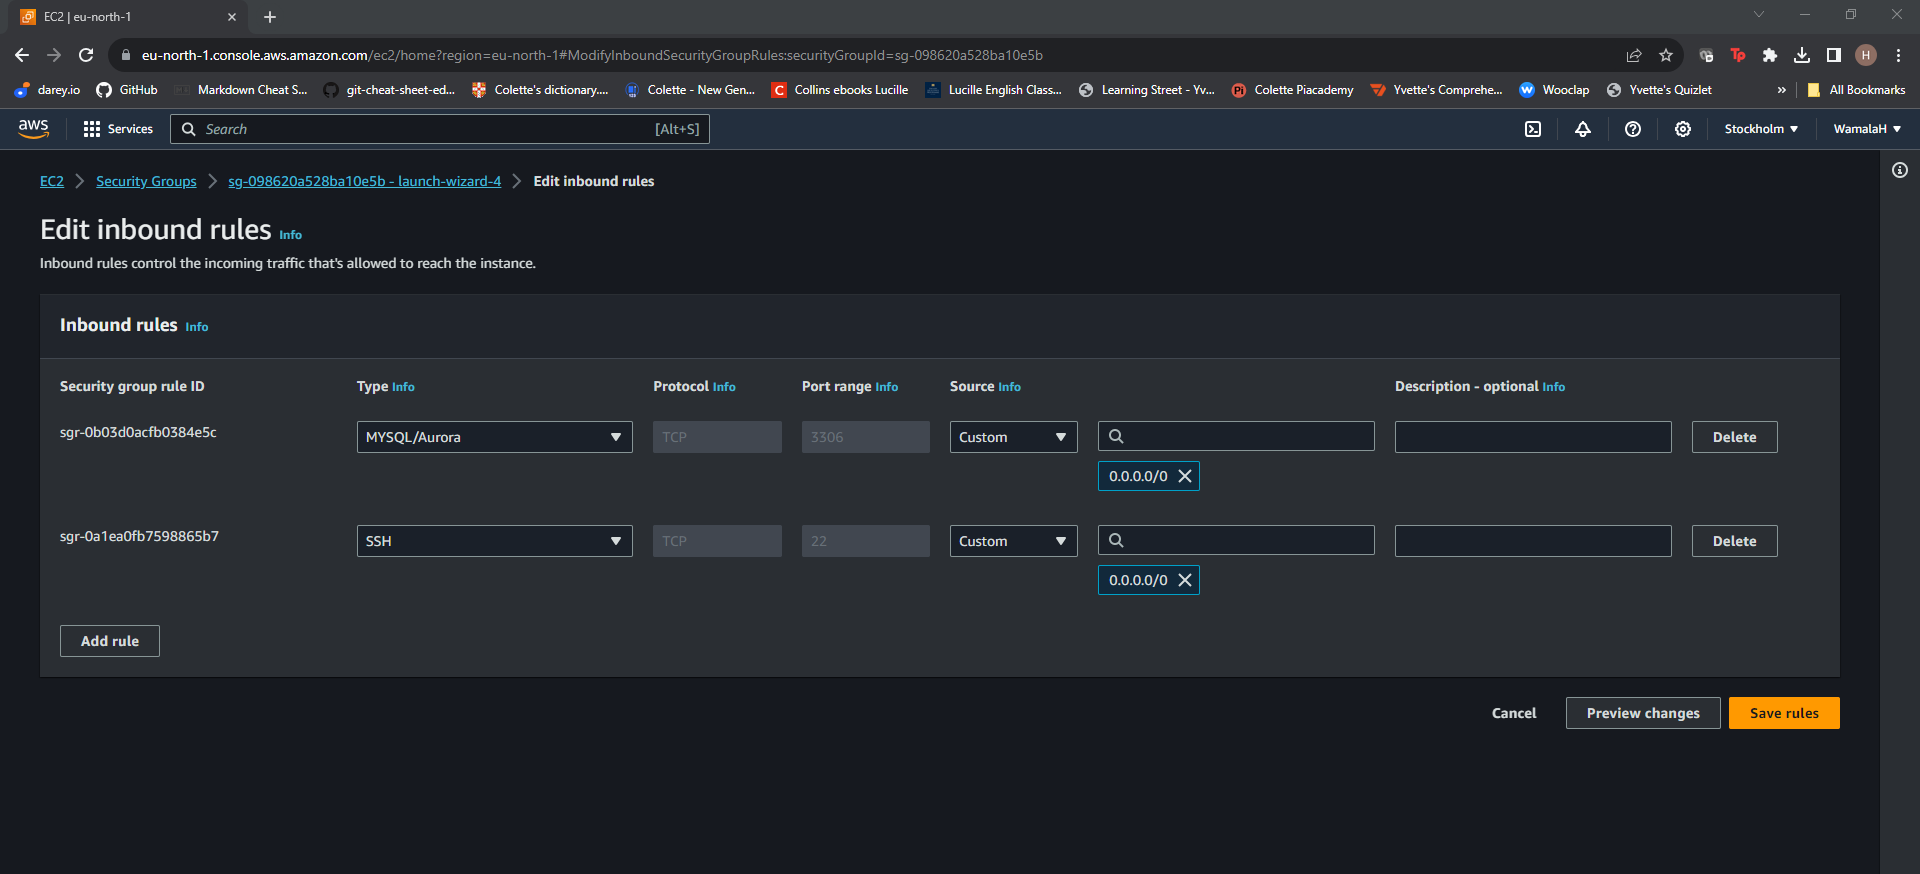 EC2 | eu-north-1
eu-north-1.console.aws.amazon.com/ec2/home?region=eu-north-1#ModifyInboundSecurityGroupRules:securityGroupId=sg-098620a528ba10e5b
Tp
H
darey.io GitHub Markdown Cheat S... git-cheat-sheet-ed... Colette's dictionary.... Colette - New Gen... C Collins ebooks Lucille Lucille English Class... Learning Street - Yv... Pi Colette Piacademy Yvette's Comprehe... W Wooclap Yvette's Quizlet » All Bookmarks
aws Services Search [Alt+S] Stockholm WamalaH
EC2 Security Groups sg-098620a528ba10e5b - launch-wizard-4 Edit inbound rules
Edit inbound rules Info
Inbound rules control the incoming traffic that's allowed to reach the instance.
Inbound rules Info
Security group rule ID Type Info Protocol Info Port range Info Source Info Description - optional Info
sgr-0b03d0acfb0384e5c MYSQL/Aurora TCP 3306 Custom Delete
0.0.0.0/0
sgr-0a1ea0fb7598865b7 SSH TCP 22 Custom Delete
0.0.0.0/0
Add rule
Cancel Preview changes Save rules